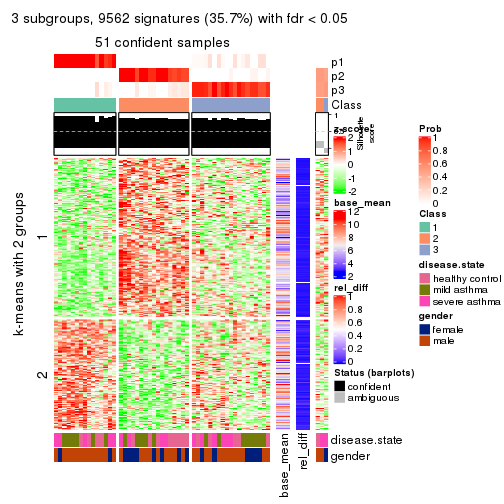 3 subgroups, 9562 signatures (35.7%) with fdr < 0.05
51 confident samples
p1
p2
p3
Class
1
0.5
0
Silhouette
score
z-score
2
1
0
-1
-2
base_mean
12
10
8
6
4
2
rel_diff
1
0.8
0.6
0.4
0.2
0
Status (barplots)
confident
ambiguous
Prob
1
0.8
0.6
0.4
0.2
0
Class
1
2
3
disease.state
healthy control
mild asthma
severe asthma
gender
female
male
k-means with 2 groups
1
2
disease.state
gender
base_mean
rel_diff